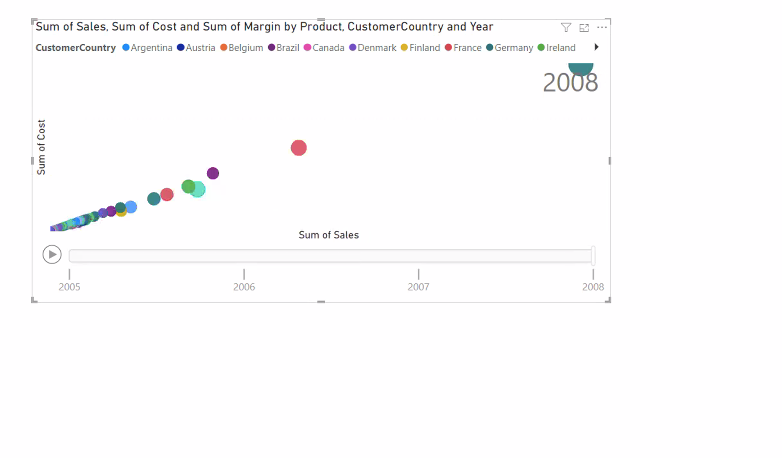 Sum of Sales, Sum of Cost and Sum of Margin by Product, CustomerCountry and Year
CustomerCountry Argentina Austria Belgium Brazil Canada Denmark Finland France Germany Ireland
2008
Sum of Cost
Sum of Sales
2005 2006 2007 2008